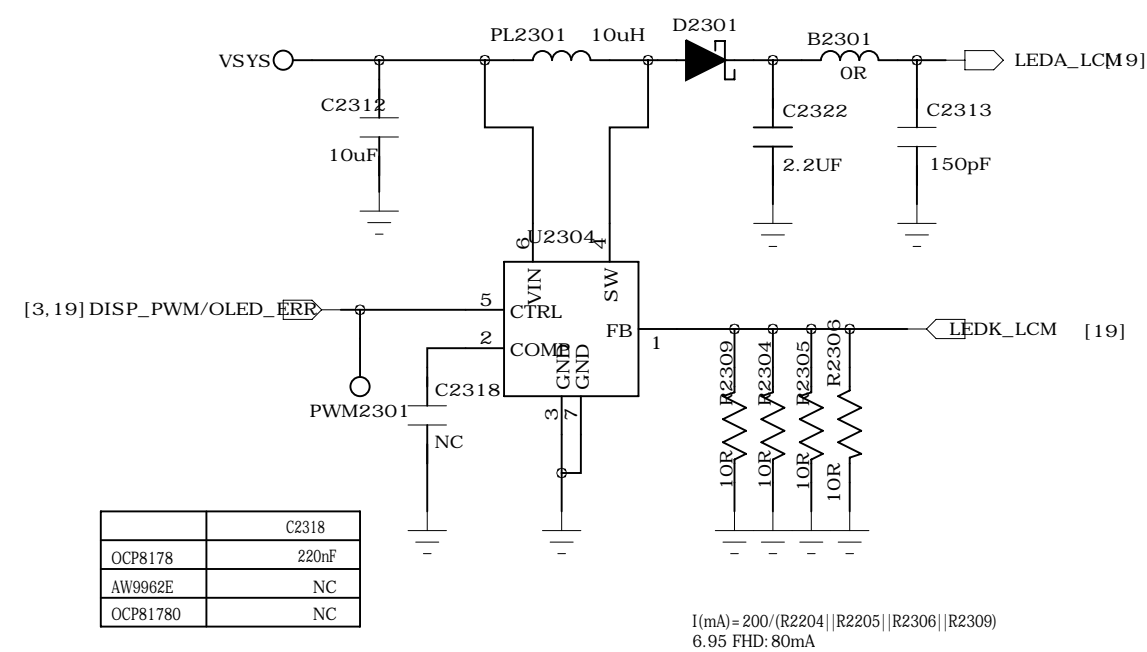 PL2301 10uH
D2301
B2301
0R
VSYS
LEDA_LCM [19]
C2312
10uF
C2322
2.2UF
C2313
150pF
U2304
6
4
VIN
SW
[3,19] DISP_PWM/OLED_ERR
5
CTRL
2
COMP
FB
1
GND
GND
3
7
LEDK_LCM [19]
PWM2301
C2318
NC
R2309
R2304
R2305
R2306
10R
10R
10R
10R
C2318
OCP8178 220nF
AW9962E NC
OCP81780 NC
I(mA)=200/(R2204||R2205||R2306||R2309)
6.95 FHD:80mA